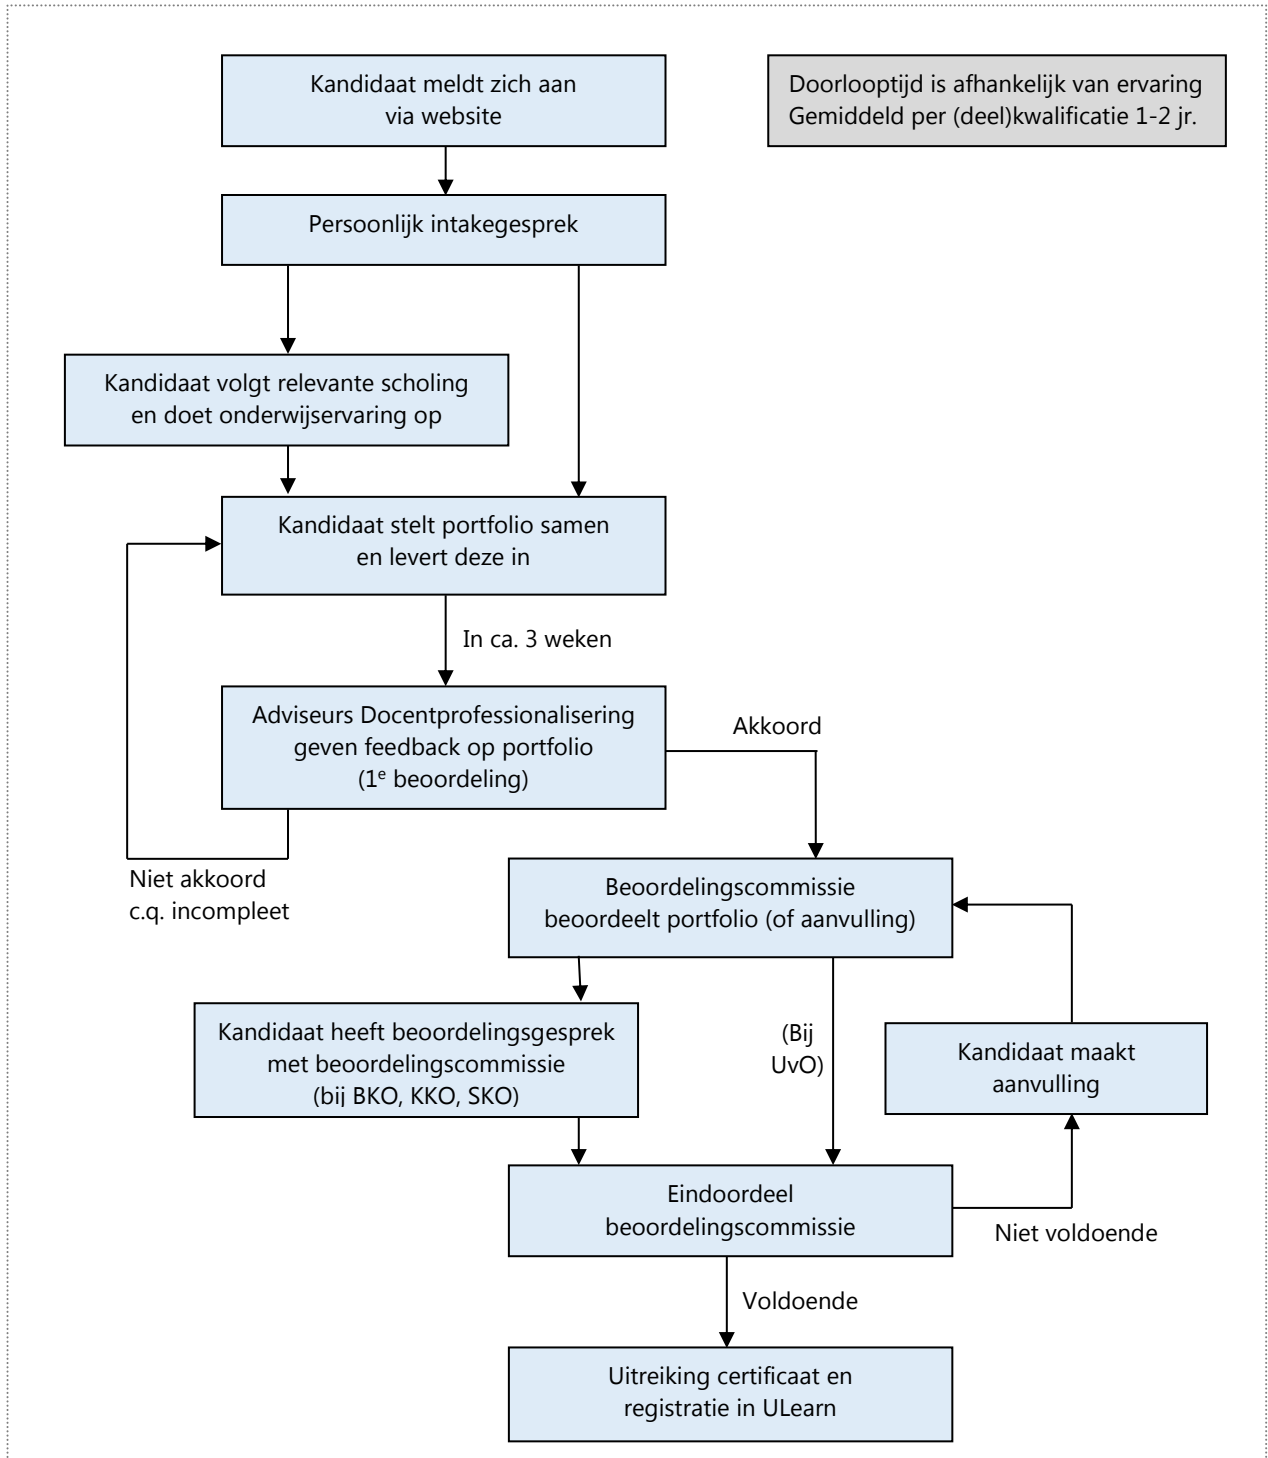 Kandidaat meldt zich aan
via website
Doorlooptijd is afhankelijk van ervaring
Gemiddeld per (deel)kwalificatie 1-2 jr.
Persoonlijk intakegesprek
Kandidaat volgt relevante scholing
en doet onderwijservaring op
Kandidaat stelt portfolio samen
en levert deze in
In ca. 3 weken
Adviseurs Docentprofessionalisering
geven feedback op portfolio
(1e beoordeling)
Akkoord
Niet akkoord
c.q. incompleet
Beoordelingscommissie
beoordeelt portfolio (of aanvulling)
Kandidaat heeft beoordelingsgesprek
met beoordelingscommissie
(bij BKO, KKO, SKO)
(Bij
UvO)
Kandidaat maakt
aanvulling
Eindoordeel
beoordelingscommissie
Niet voldoende
Voldoende
Uitreiking certificaat en
registratie in ULearn